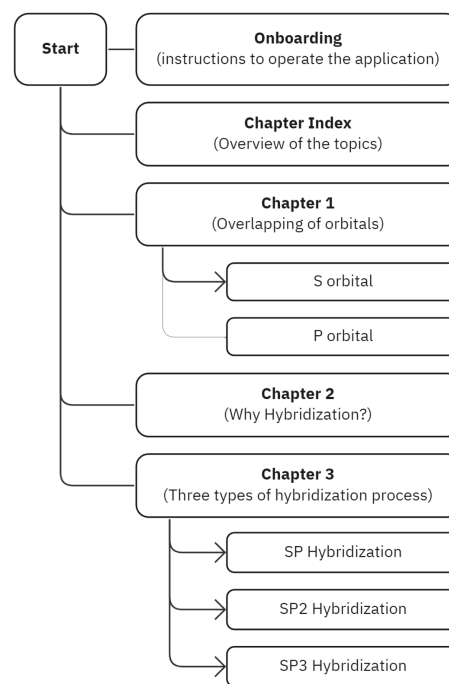 Start
Onboarding
(instructions to operate the application)
Chapter Index
(Overview of the topics)
Chapter 1
(Overlapping of orbitals)
S orbital
P orbital
Chapter 2
(Why Hybridization?)
Chapter 3
(Three types of hybridization process)
SP Hybridization
SP2 Hybridization
SP3 Hybridization